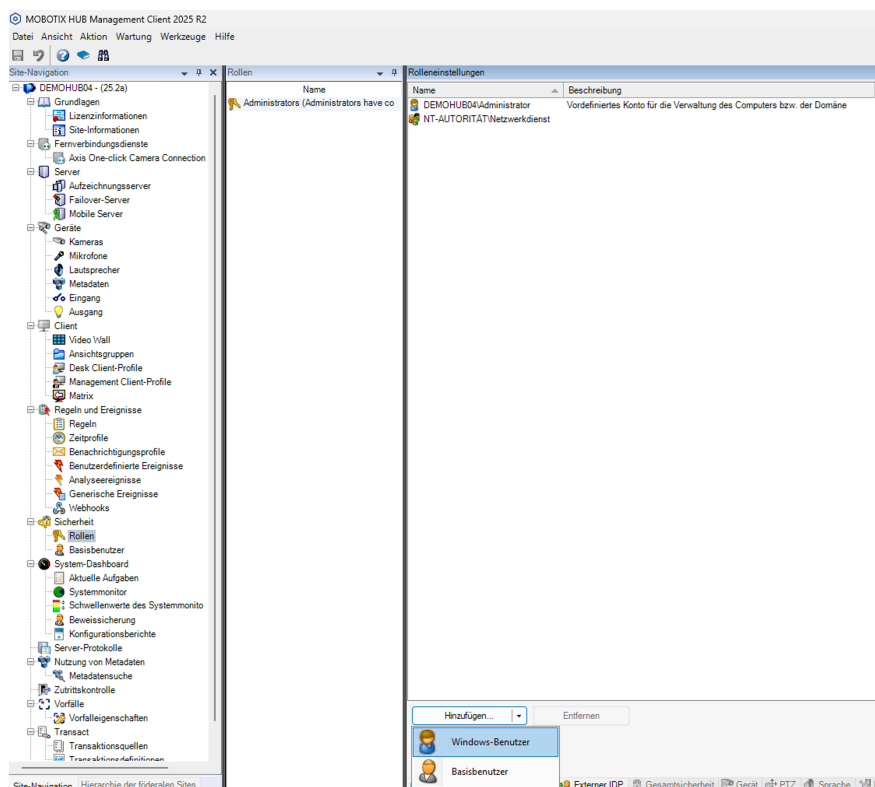 MOBOTIX HUB Management Client 2025 R2
Datei Ansicht Aktion Wartung Werkzeuge Hilfe
Site-Navigation
DEMOHUB04 - (25.2a)
Grundlagen
Lizenzinformationen
Site-Informationen
Fernverbindungsdienste
Axis One-click Camera Connection
Server
Aufzeichnungsserver
Failover-Server
Mobile Server
Geräte
Kameras
Mikrofone
Lautsprecher
Metadaten
Eingang
Ausgang
Client
Video Wall
Ansichtsgruppen
Desk Client-Profile
Management Client-Profile
Matrix
Regeln und Ereignisse
Regeln
Zeitprofile
Benachrichtigungsprofile
Benutzerdefinierte Ereignisse
Analyseereignisse
Generische Ereignisse
Webhooks
Sicherheit
Rollen
Basisbenutzer
System-Dashboard
Aktuelle Aufgaben
Systemmonitor
Schwellenwerte des Systemmonito
Beweissicherung
Konfigurationsberichte
Server-Protokolle
Nutzung von Metadaten
Metadatensuche
Zutrittskontrolle
Vorfälle
Vorfalleigenschaften
Transact
Transaktionsquellen
Transaktionsdefinitionen
Site-Navigation Hierarchie der föderalen Sites
Rollen
Name
Administrators (Administrators have co
Rolleneinstellungen
Name Beschreibung
DEMOHUB04\Administrator Vordefiniertes Konto für die Verwaltung des Computers bzw. der Domäne
NT-AUTORITÄT\Netzwerkdienst
Hinzufügen... Entfernen
Windows-Benutzer
Basisbenutzer
Externer IDP Gesamtsicherheit Gerät PTZ Sprache